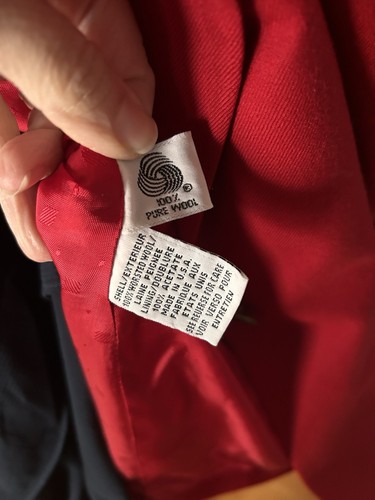 ®
100%
PURE WOOL
SHELL/EXTERIEUR
100% WORSTED WOOL/
LAINE PEIGNEE
LINING/DOUBLURE
100% ACETATE
MADE IN U.S.A.
FABRIQUE AUX
ETATS UNIS
SEE REVERSE FOR CARE
VOIR VERSO POUR
ENTRETIEN